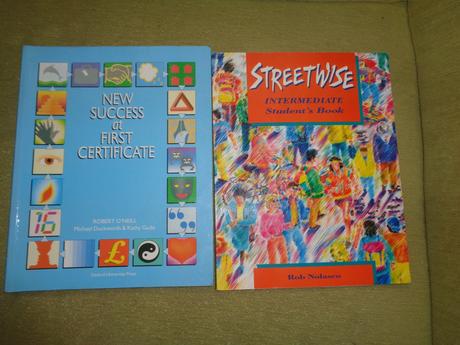 NEW
SUCCESS
at
FIRST
CERTIFICATE
16
£
ROBERT O'NEILL
Michael Duckworth & Kathy Gude
Oxford University Press
STREETWISE
INTERMEDIATE
Student's Book
Rob Nolasco